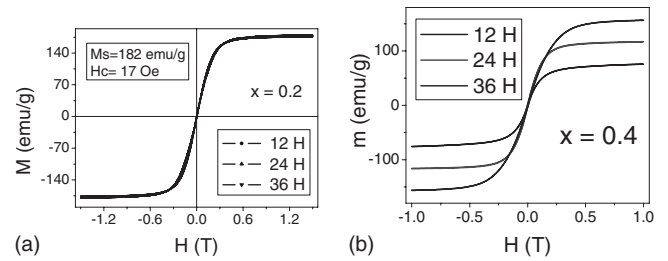 140
70
0
-70
-140
M (emu/g)
Ms=182 emu/g
Hc= 17 Oe
x = 0.2
12 H
24 H
36 H
-1.2 -0.6 0.0 0.6 1.2
H (T)
(a)
100
0
-100
m (emu/g)
12 H
24 H
36 H
x = 0.4
-1.0 -0.5 0.0 0.5 1.0
H (T)
(b)